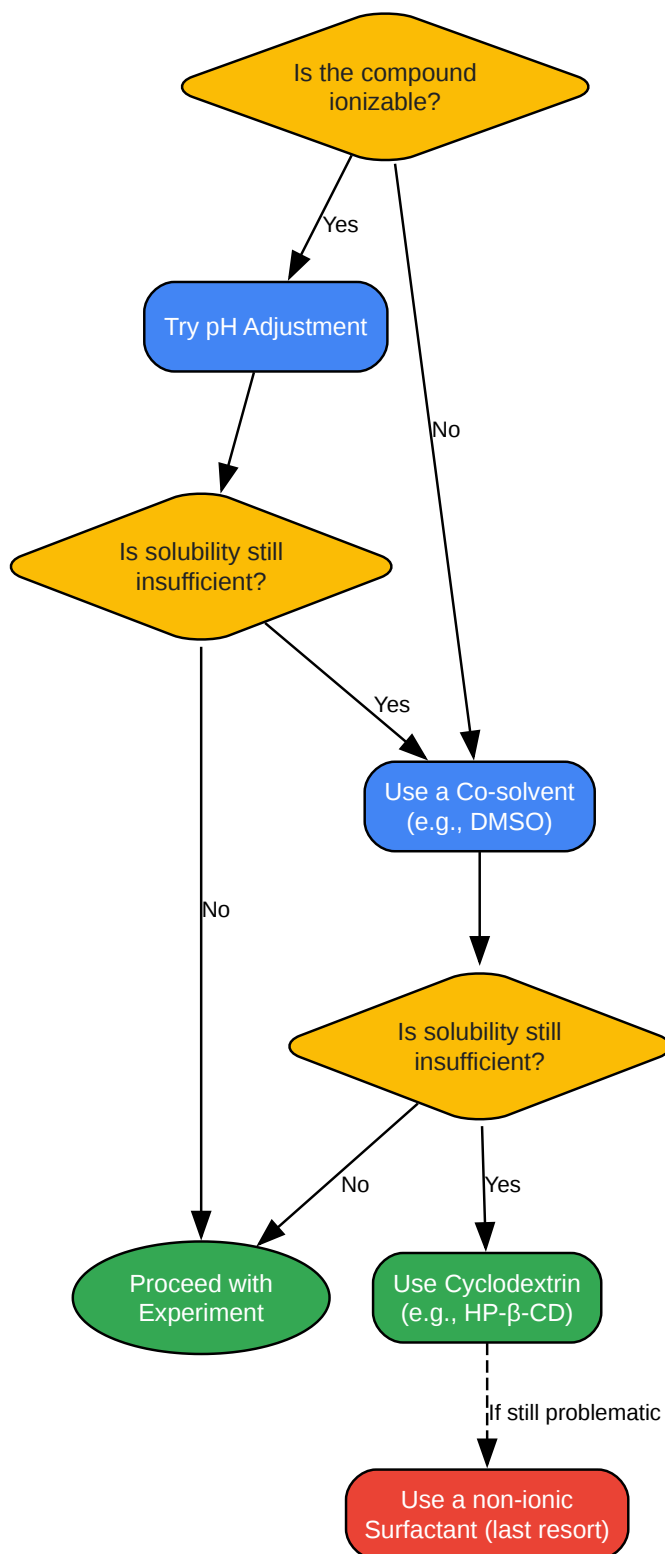 Is the compound
ionizable?
Yes
Try pH Adjustment
No
Is solubility still
insufficient?
Yes
Use a Co-solvent
(e.g., DMSO)
No
Is solubility still
insufficient?
No
Yes
Proceed with
Experiment
Use Cyclodextrin
(e.g., HP-β-CD)
If still problematic
Use a non-ionic
Surfactant (last resort)